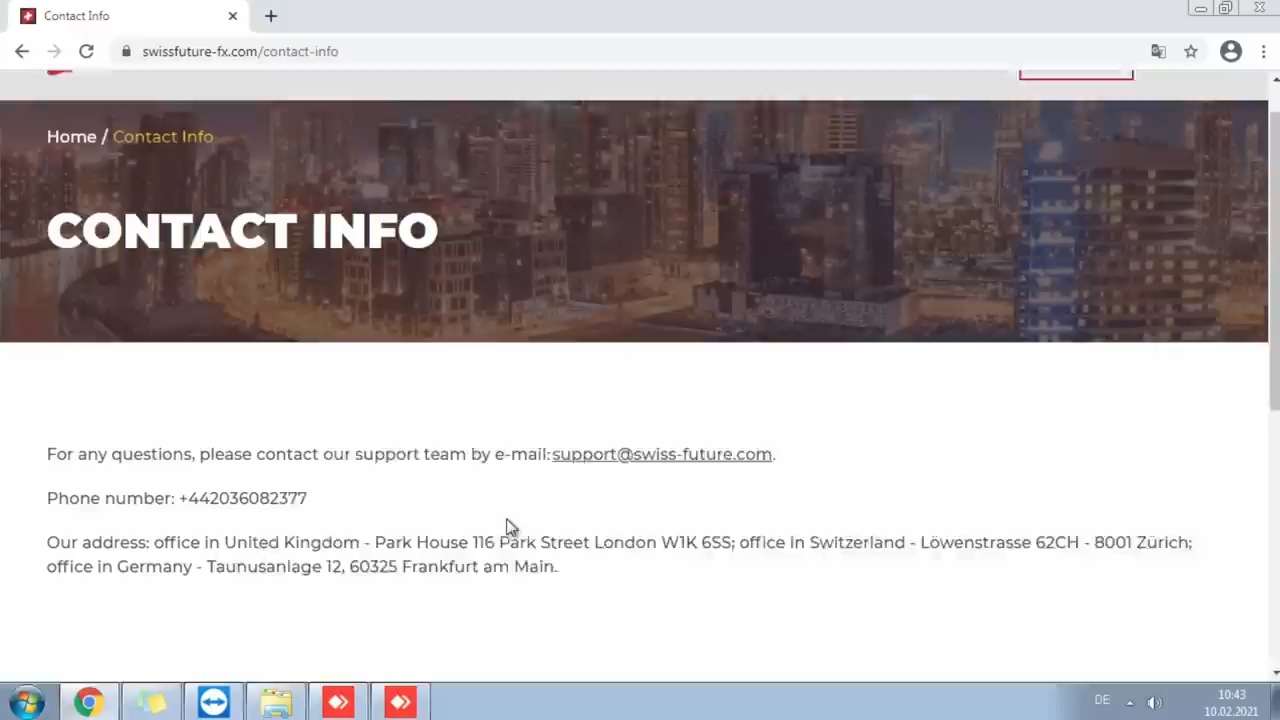 Contact Info
swissfuture-fx.com/contact-info
Home / Contact Info
CONTACT INFO
For any questions, please contact our support team by e-mail:support@swiss-future.com.
Phone number: +442036082377
Our address: office in United Kingdom - Park House 116 Park Street London W1K 6SS; office in Switzerland - Löwenstrasse 62CH - 8001 Zürich;
office in Germany - Taunusanlage 12, 60325 Frankfurt am Main.
DE
10:43
10.02.2021